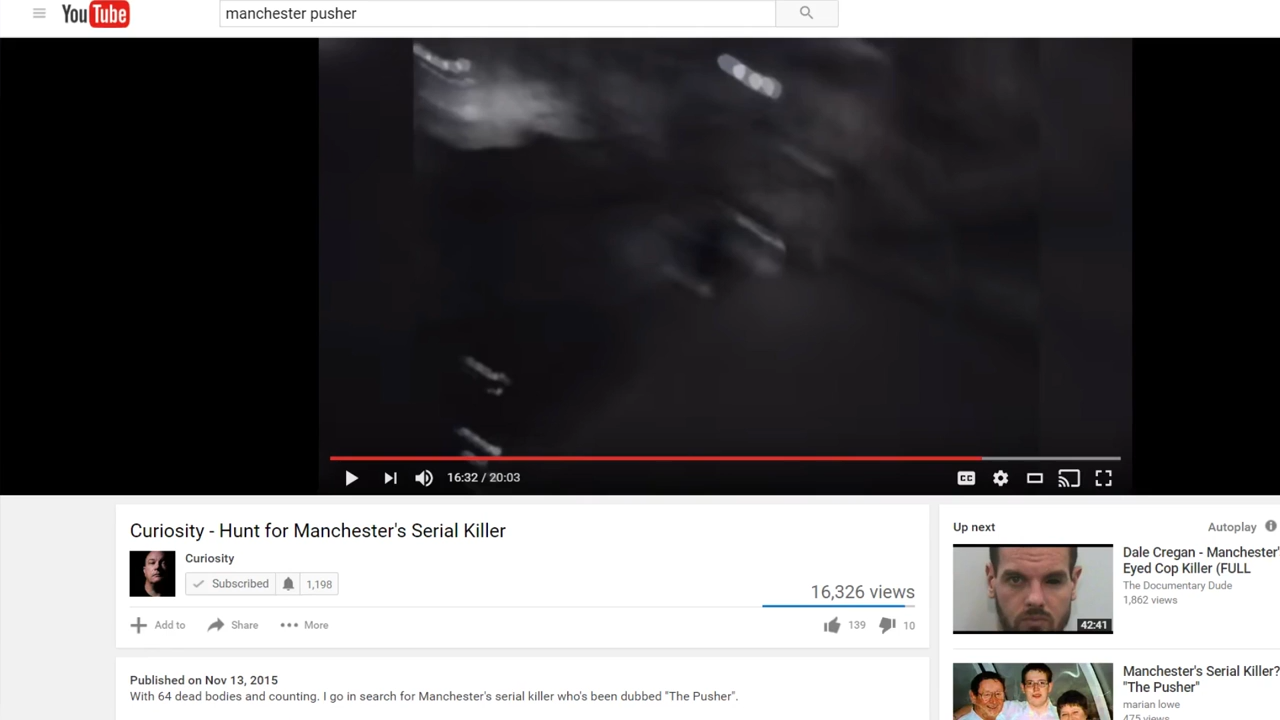 YouTube
manchester pusher
16:32 / 20:03
CC
Curiosity - Hunt for Manchester's Serial Killer
Curiosity
Subscribed 1,198
16,326 views
Add to Share More
139 10
Published on Nov 13, 2015
With 64 dead bodies and counting. I go in search for Manchester's serial killer who's been dubbed "The Pusher".
Up next Autoplay
42:41
Dale Cregan - Manchester'
Eyed Cop Killer (FULL
The Documentary Dude
1,862 views
Manchester's Serial Killer?
"The Pusher"
marian lowe
475 views